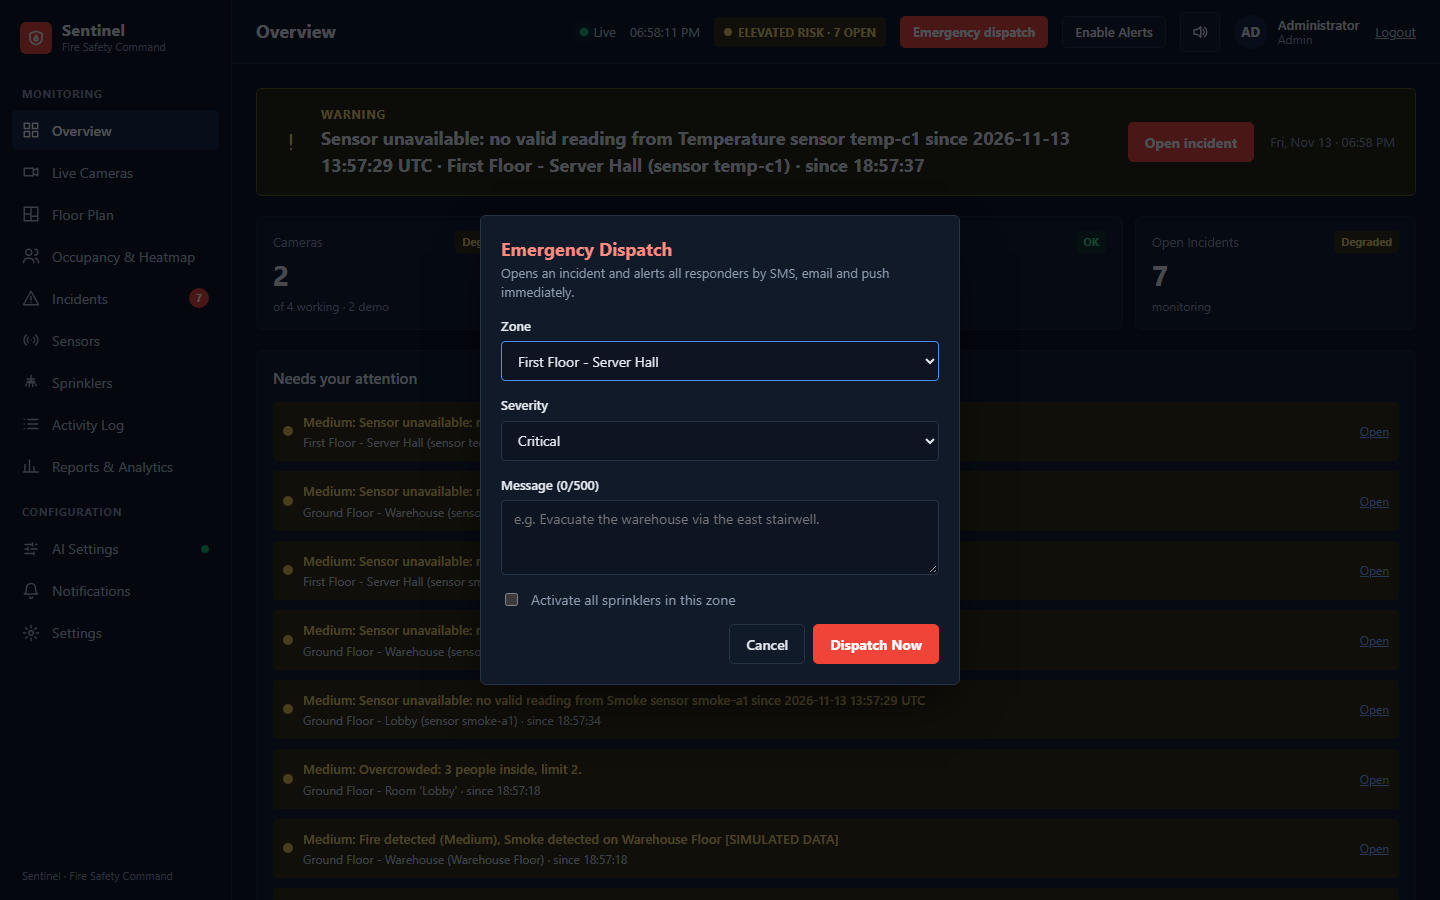 Sentinel
Fire Safety Command
MONITORING
Overview
Live Cameras
Floor Plan
Occupancy & Heatmap
Incidents
7
Sensors
Sprinklers
Activity Log
Reports & Analytics
CONFIGURATION
AI Settings
Notifications
Settings
Sentinel · Fire Safety Command
Overview
Live
06:58:11 PM
ELEVATED RISK · 7 OPEN
Emergency dispatch
Enable Alerts
AD
Administrator
Admin
Logout
!
WARNING
Sensor unavailable: no valid reading from Temperature sensor temp-c1 since 2026-11-13
13:57:29 UTC · First Floor - Server Hall (sensor temp-c1) · since 18:57:37
Open incident
Fri, Nov 13 · 06:58 PM
Cameras
Deg
2
of 4 working · 2 demo
OK
Open Incidents
Degraded
7
monitoring
Emergency Dispatch
Opens an incident and alerts all responders by SMS, email and push
immediately.
Zone
First Floor - Server Hall
Severity
Critical
Message (0/500)
e.g. Evacuate the warehouse via the east stairwell.
Activate all sprinklers in this zone
Cancel
Dispatch Now
Needs your attention
Medium: Sensor unavailable:
First Floor - Server Hall (sensor
Open
Medium: Sensor unavailable:
Ground Floor - Warehouse
Open
Medium: Sensor unavailable:
First Floor - Server Hall (sensor
Open
Medium: Sensor unavailable:
Ground Floor - Warehouse
Open
Medium: Sensor unavailable: no valid reading from Smoke sensor smoke-a1 since 2026-11-13 13:57:29 UTC
Ground Floor - Lobby (sensor smoke-a1) · since 18:57:34
Open
Medium: Overcrowded: 3 people inside, limit 2.
Ground Floor - Room 'Lobby' · since 18:57:18
Open
Medium: Fire detected (Medium), Smoke detected on Warehouse Floor [SIMULATED DATA]
Ground Floor - Warehouse (Warehouse Floor) · since 18:57:18
Open